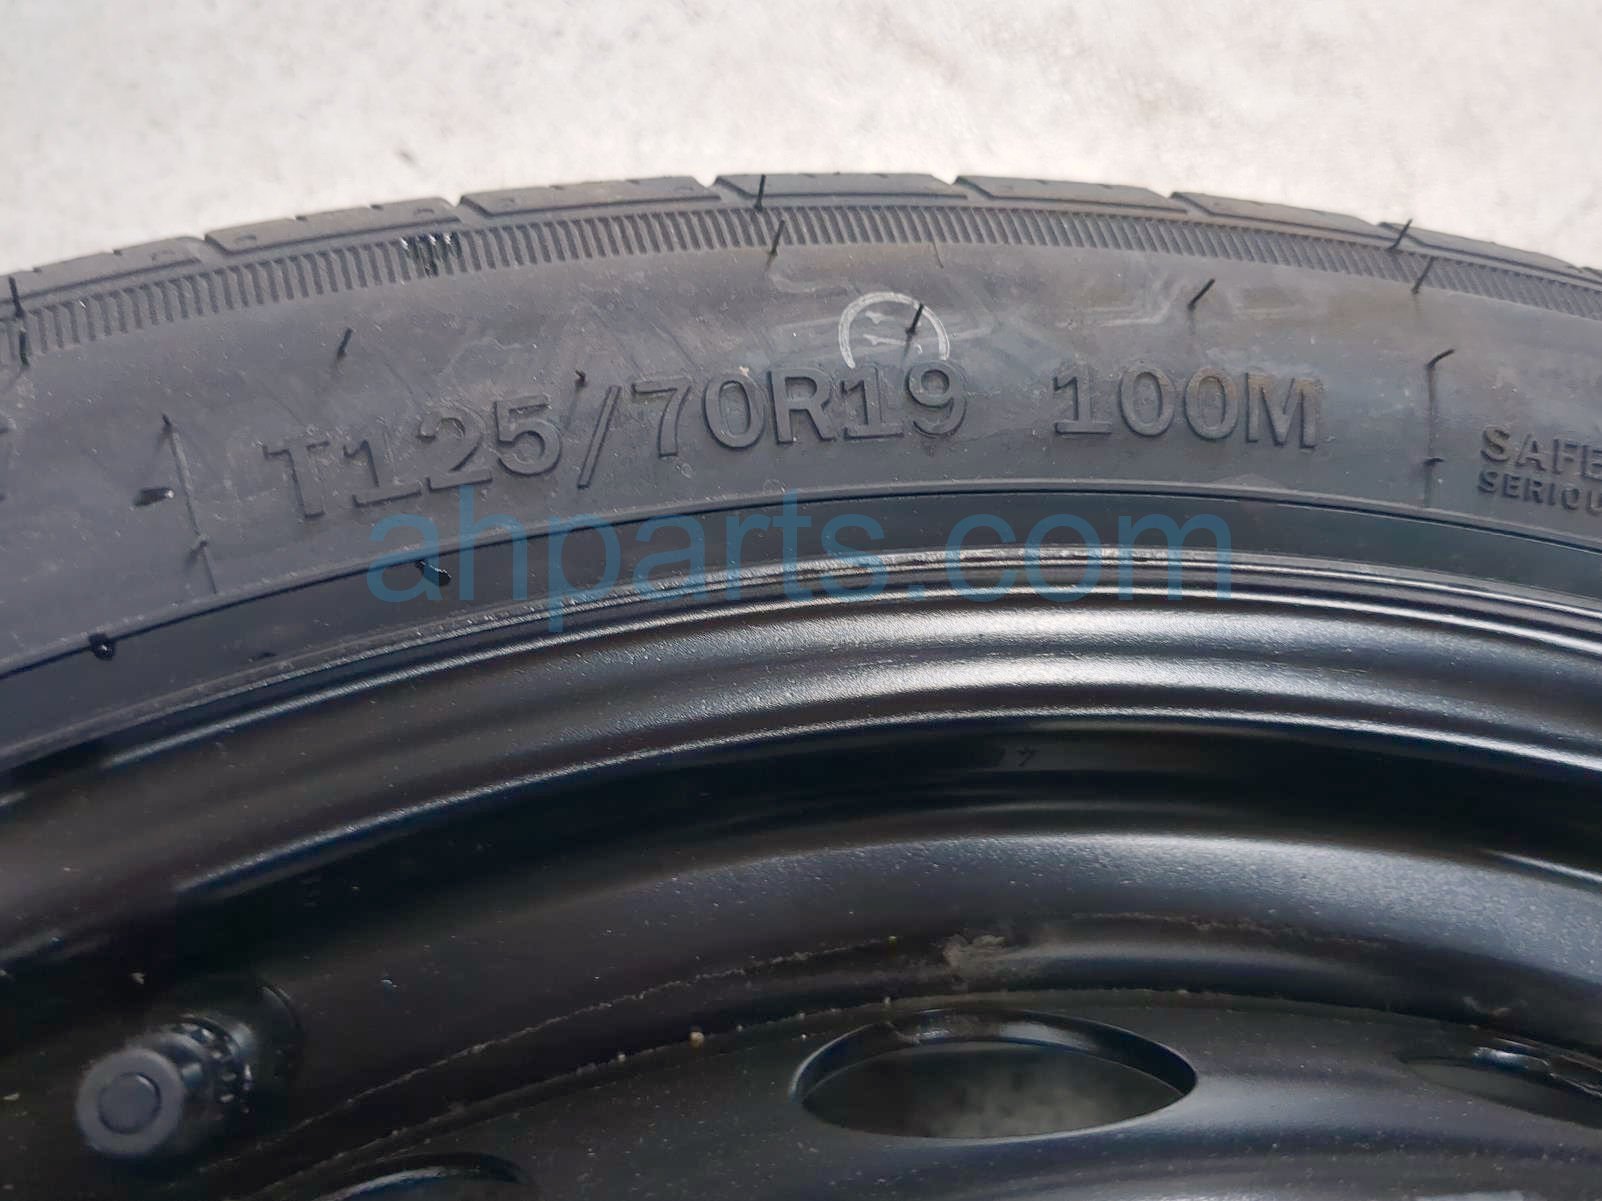 T125/70R19 100M
SAFE
SERIOU
ahparts.com